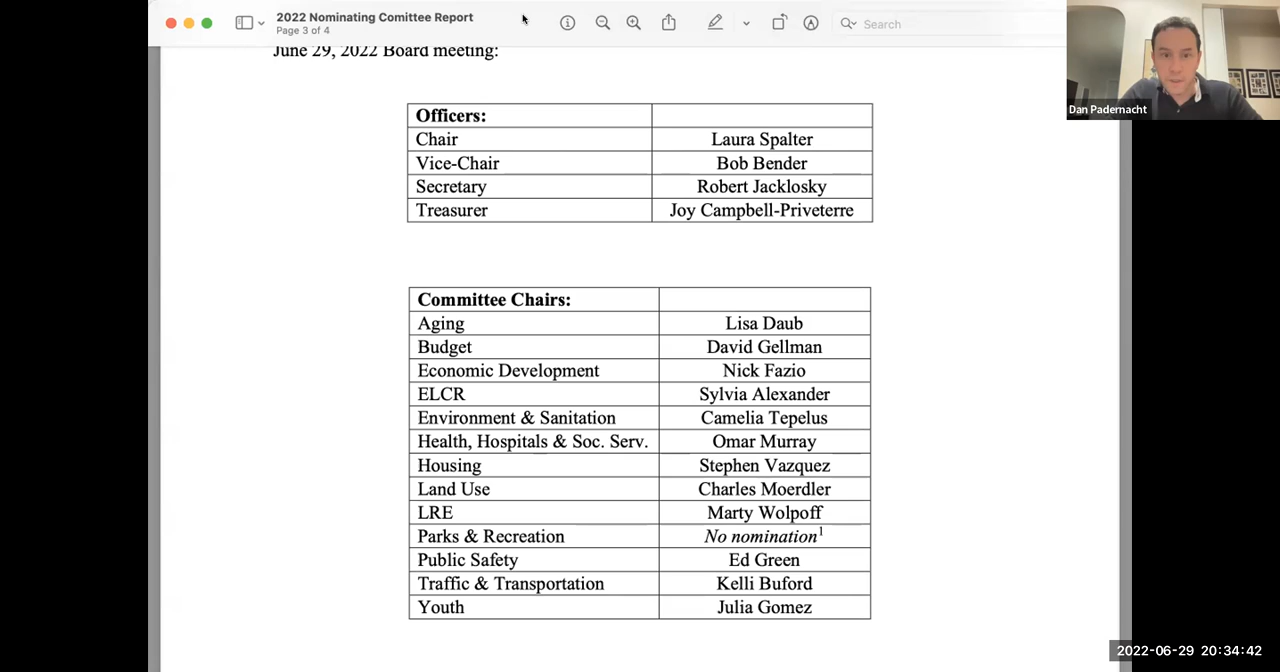 2022 Nominating Comittee Report
Page 3 of 4
Search
June 29, 2022 Board meeting:
Dan Padernacht
Officers:
Chair Laura Spalter
Vice-Chair Bob Bender
Secretary Robert Jacklosky
Treasurer Joy Campbell-Priveterre
Committee Chairs:
Aging Lisa Daub
Budget David Gellman
Economic Development Nick Fazio
ELCR Sylvia Alexander
Environment & Sanitation Camelia Tepelus
Health, Hospitals & Soc. Serv. Omar Murray
Housing Stephen Vazquez
Land Use Charles Moerdler
LRE Marty Wolpoff
Parks & Recreation No nomination1
Public Safety Ed Green
Traffic & Transportation Kelli Buford
Youth Julia Gomez
2022-06-29 20:34:42